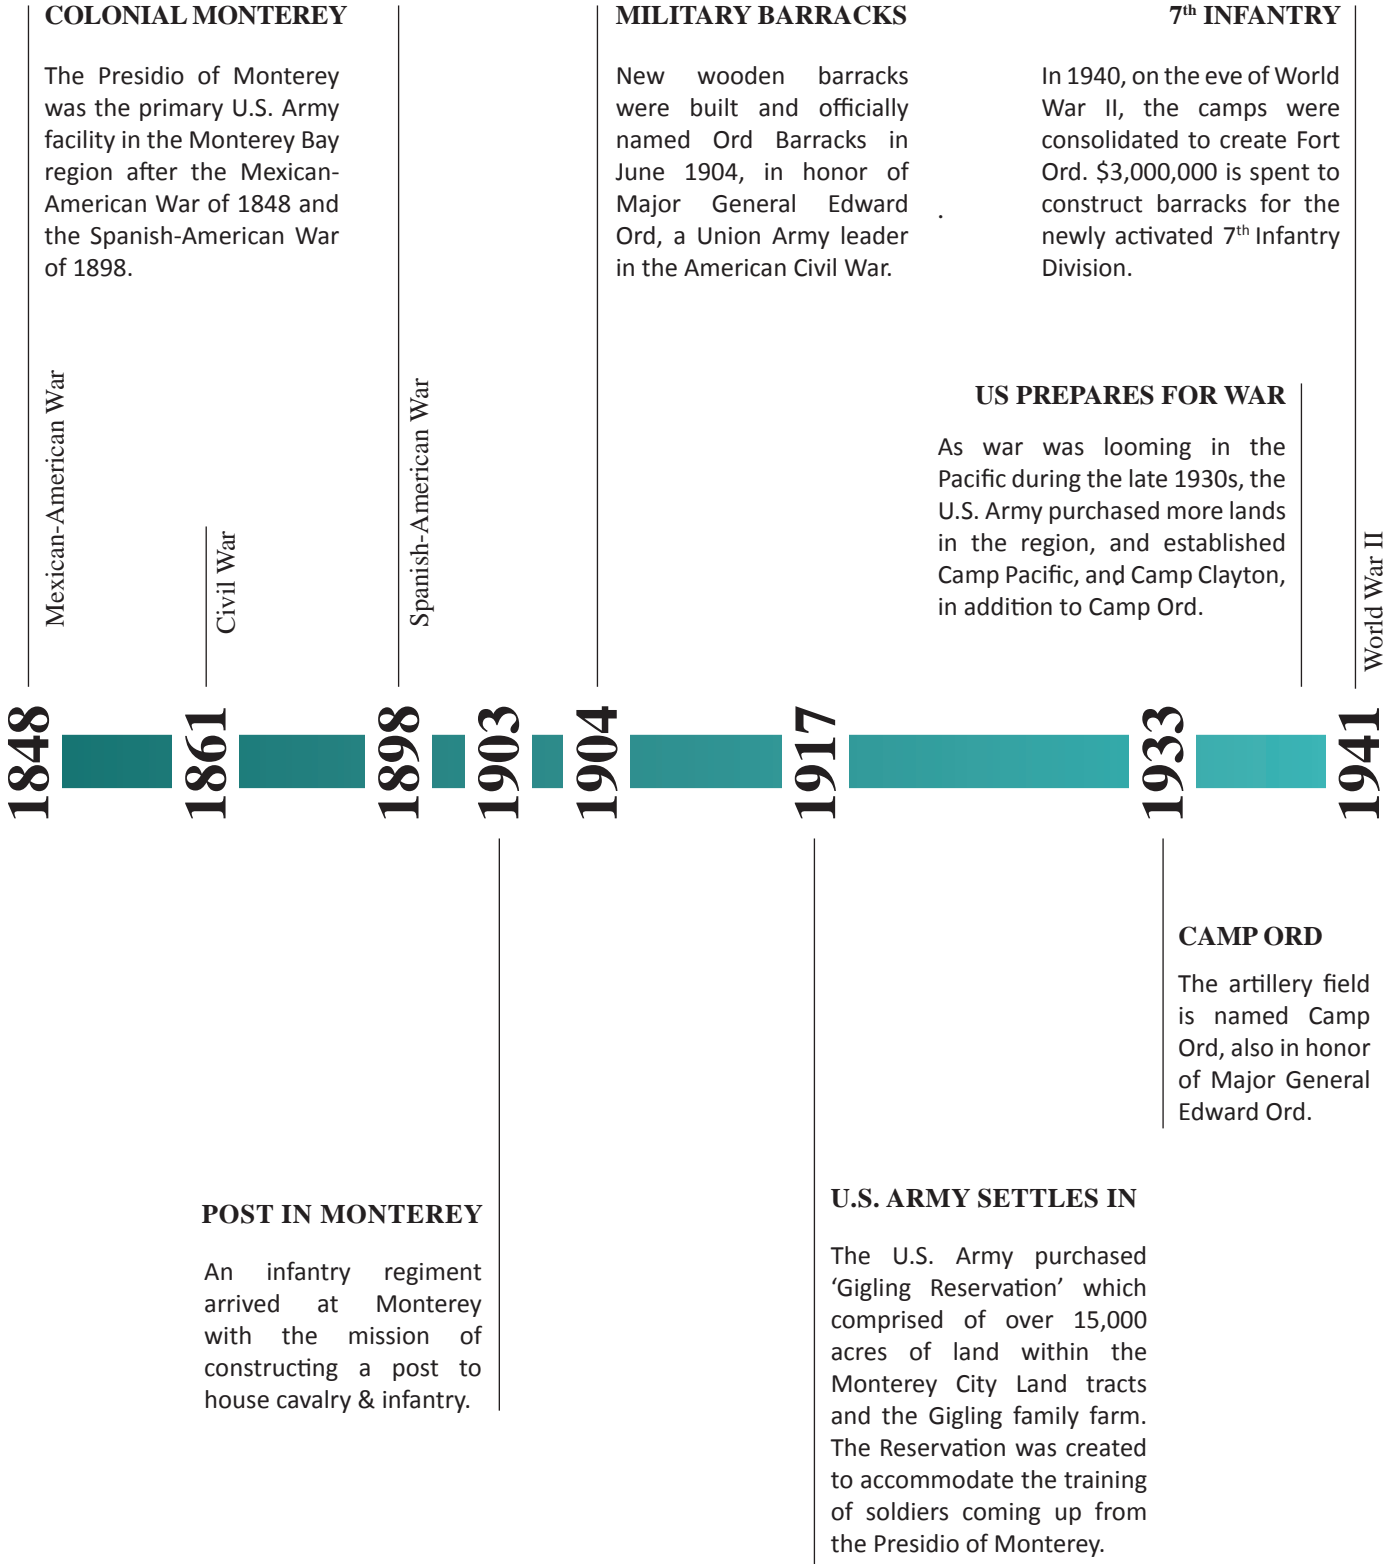 COLONIAL MONTEREY
The Presidio of Monterey
was the primary U.S. Army
facility in the Monterey Bay
region after the Mexican-
American War of 1848 and
the Spanish-American War
of 1898.
MILITARY BARRACKS
New wooden barracks
were built and officially
named Ord Barracks in
June 1904, in honor of
Major General Edward
Ord, a Union Army leader
in the American Civil War.
.
7th INFANTRY
In 1940, on the eve of World
War II, the camps were
consolidated to create Fort
Ord. $3,000,000 is spent to
construct barracks for the
newly activated 7th Infantry
Division.
Mexican-American War
Civil War
Spanish-American War
US PREPARES FOR WAR
As war was looming in the
Pacific during the late 1930s, the
U.S. Army purchased more lands
in the region, and established
Camp Pacific, and Camp Clayton,
in addition to Camp Ord.
World War II
1848
1861
1898
1903
1904
1917
1933
1941
CAMP ORD
The artillery field
is named Camp
Ord, also in honor
of Major General
Edward Ord.
POST IN MONTEREY
An infantry regiment
arrived at Monterey
with the mission of
constructing a post to
house cavalry & infantry.
U.S. ARMY SETTLES IN
The U.S. Army purchased
‘Gigling Reservation’ which
comprised of over 15,000
acres of land within the
Monterey City Land tracts
and the Gigling family farm.
The Reservation was created
to accommodate the training
of soldiers coming up from
the Presidio of Monterey.